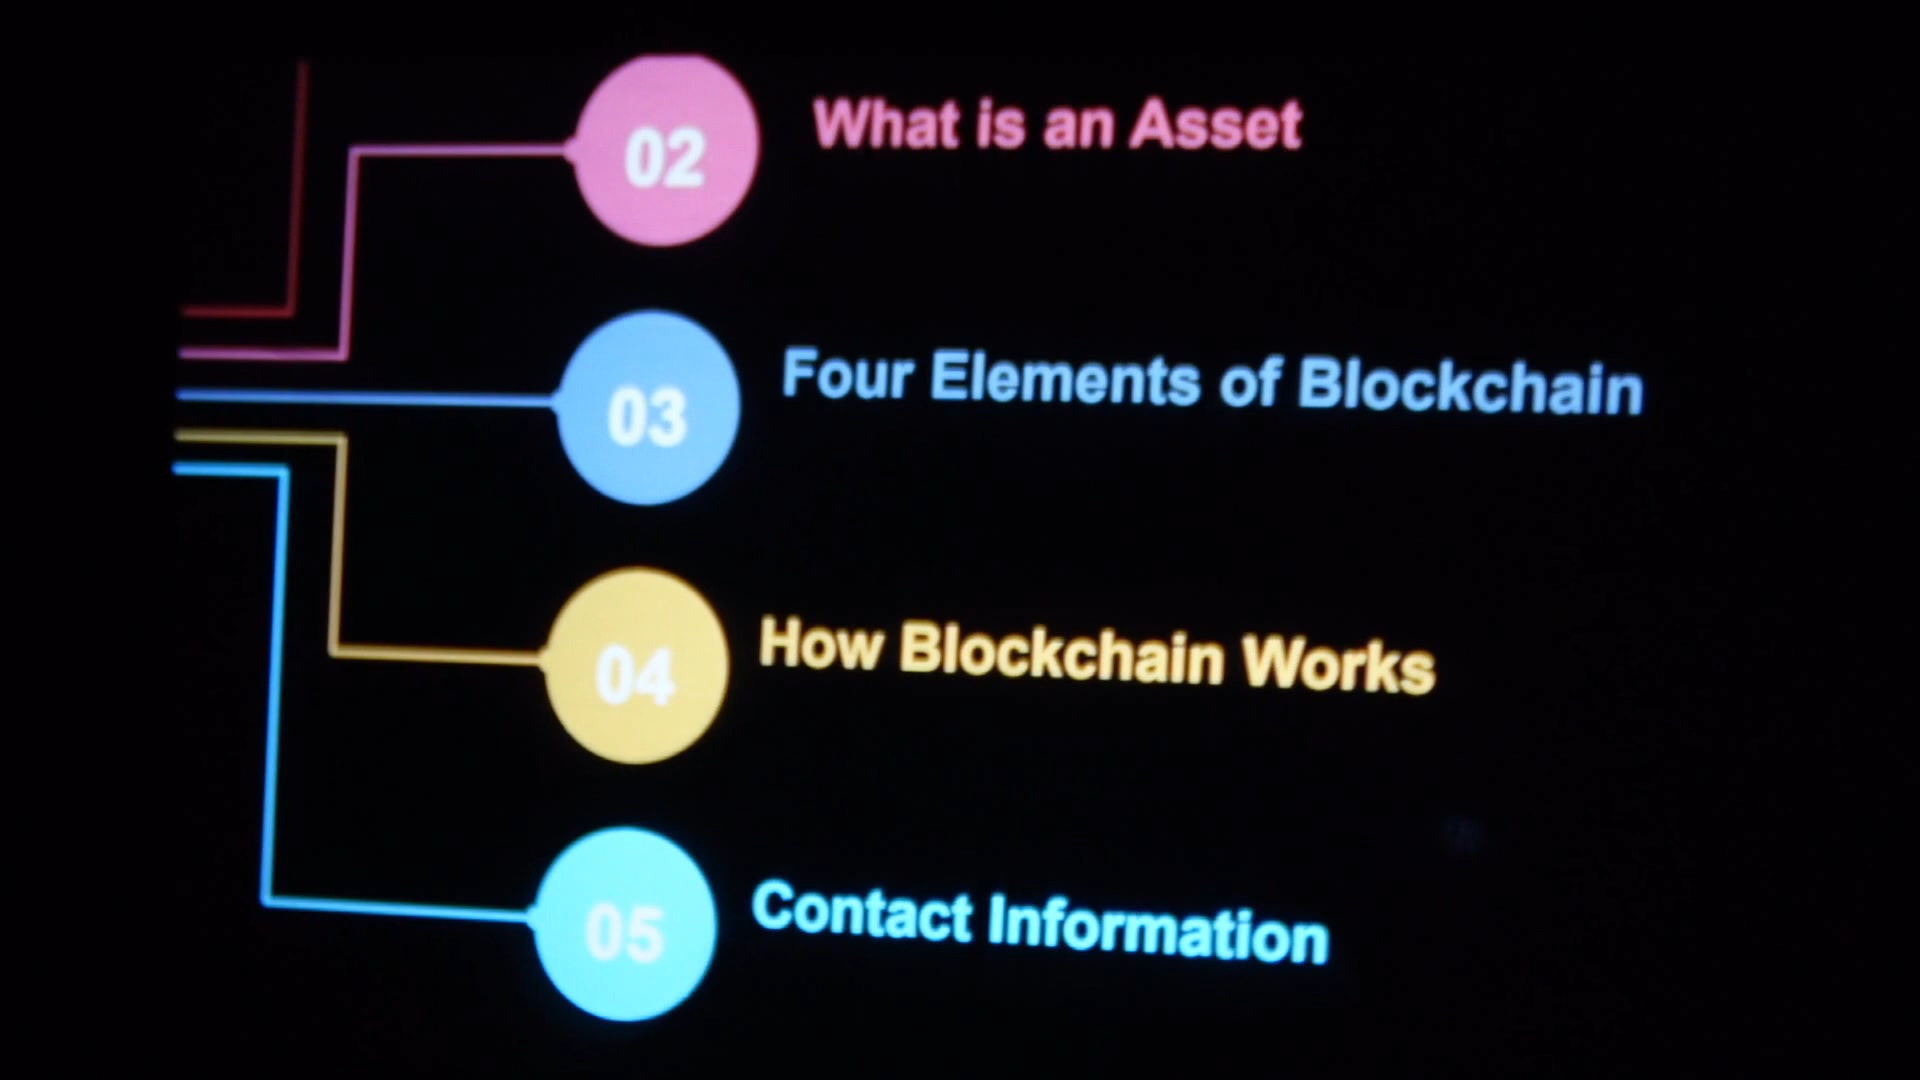 02 What is an Asset
03 Four Elements of Blockchain
04 How Blockchain Works
05 Contact Information